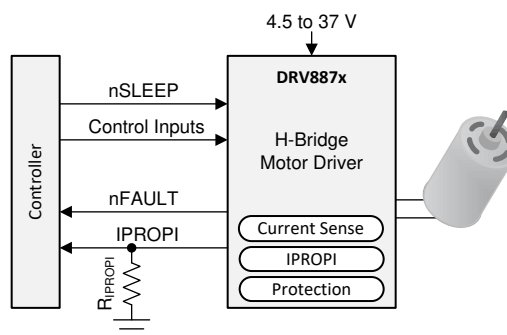 4.5 to 37 V
DRV887x
nSLEEP
Control Inputs
H-Bridge
Motor Driver
Controller
nFAULT
IPROPI
Current Sense
IPROPI
Protection
RIPROPI